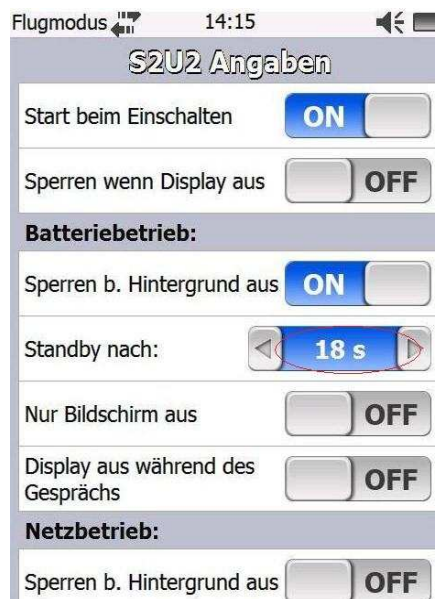 Flugmodus 14:15
S2U2 Angaben
Start beim Einschalten ON
Sperren wenn Display aus OFF
Batteriebetrieb:
Sperren b. Hintergrund aus ON
Standby nach: 18 s
Nur Bildschirm aus OFF
Display aus während des
Gesprächs OFF
Netzbetrieb:
Sperren b. Hintergrund aus OFF